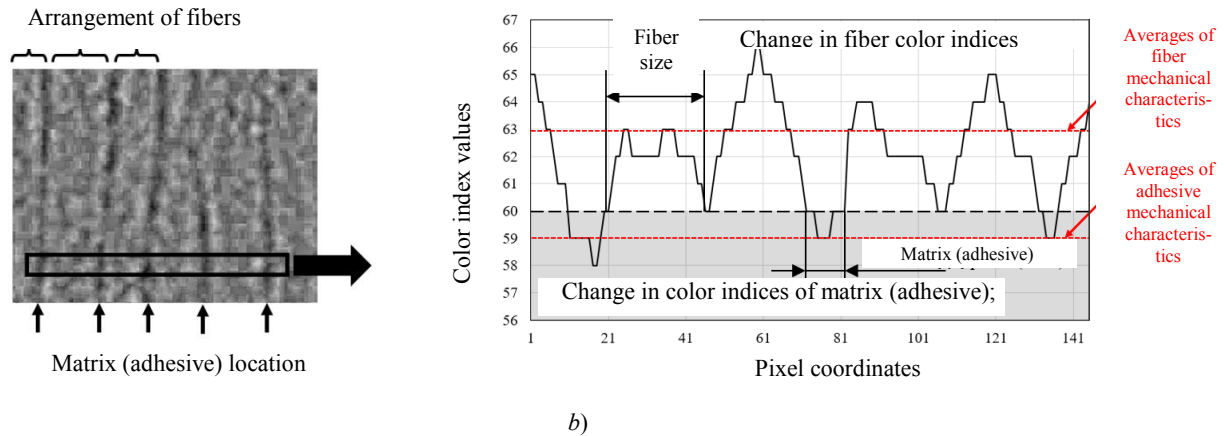 Arrangement of fibers
Matrix (adhesive) location
Color index values
67
66
65
64
63
62
61
60
59
58
57
56
Fiber
size
Change in fiber color indices
Matrix (adhesive)
Change in color indices of matrix (adhesive);
1
21
41
61
81
101
121
141
Pixel coordinates
Averages of
fiber
mechanical
characteris-
tics
Averages of
adhesive
mechanical
characteris-
tics
b)